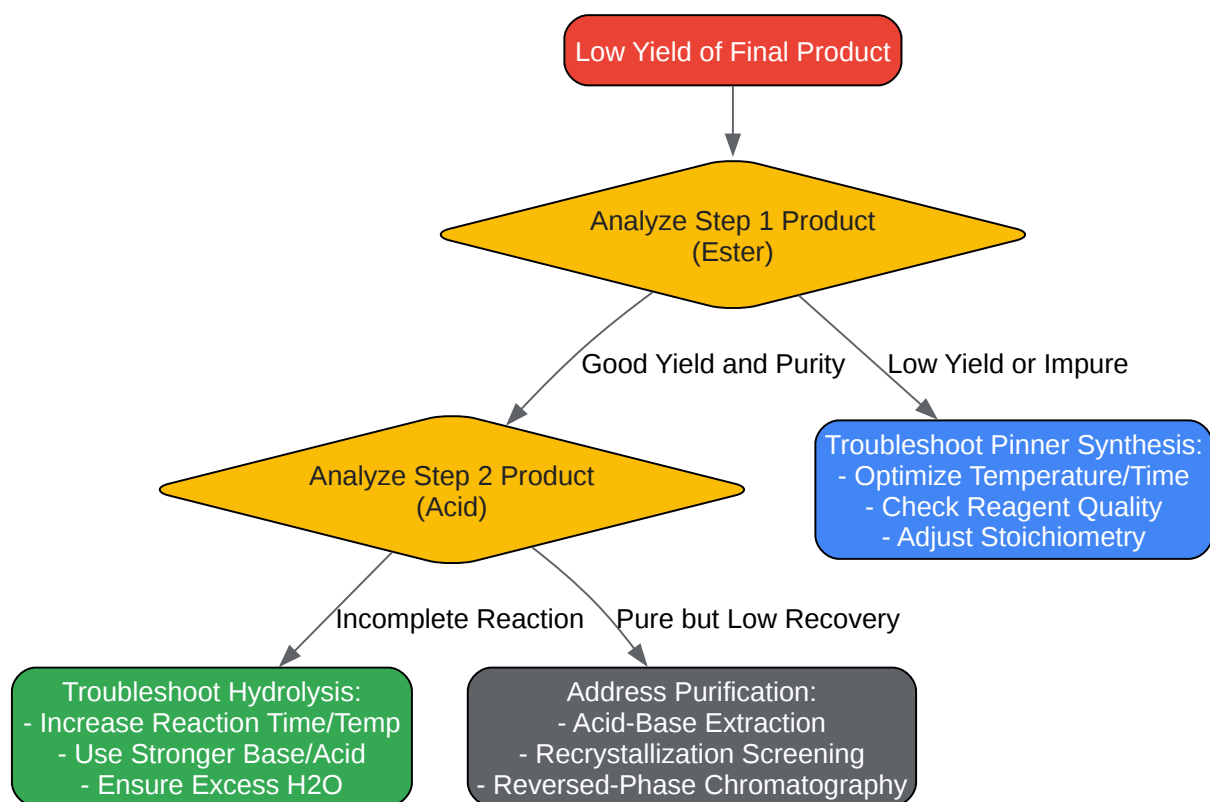 Low Yield of Final Product
Analyze Step 1 Product
(Ester)
Good Yield and Purity
Low Yield or Impure
Analyze Step 2 Product
(Acid)
Troubleshoot Pinner Synthesis:
- Optimize Temperature/Time
- Check Reagent Quality
- Adjust Stoichiometry
Incomplete Reaction
Pure but Low Recovery
Troubleshoot Hydrolysis:
- Increase Reaction Time/Temp
- Use Stronger Base/Acid
- Ensure Excess H2O
Address Purification:
- Acid-Base Extraction
- Recrystallization Screening
- Reversed-Phase Chromatography